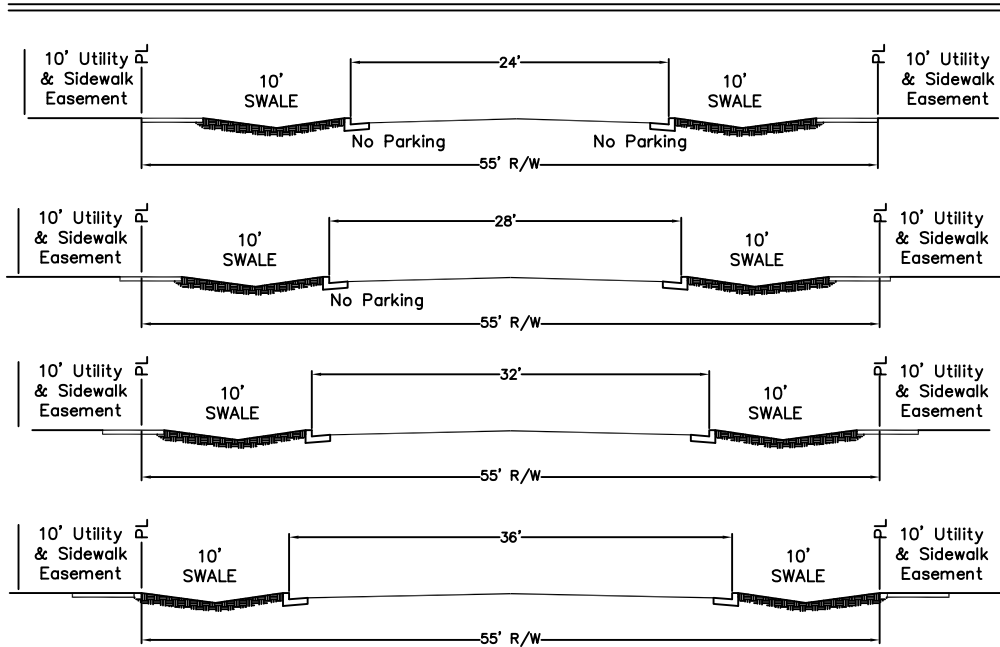 10' Utility
& Sidewalk
Easement
PL
10'
SWALE
24'
10'
SWALE
PL
10' Utility
& Sidewalk
Easement
No Parking
No Parking
55' R/W
10' Utility
& Sidewalk
Easement
PL
10'
SWALE
28'
10'
SWALE
PL
10' Utility
& Sidewalk
Easement
No Parking
55' R/W
10' Utility
& Sidewalk
Easement
PL
10'
SWALE
32'
10'
SWALE
PL
10' Utility
& Sidewalk
Easement
55' R/W
10' Utility
& Sidewalk
Easement
PL
10'
SWALE
36'
10'
SWALE
PL
10' Utility
& Sidewalk
Easement
55' R/W